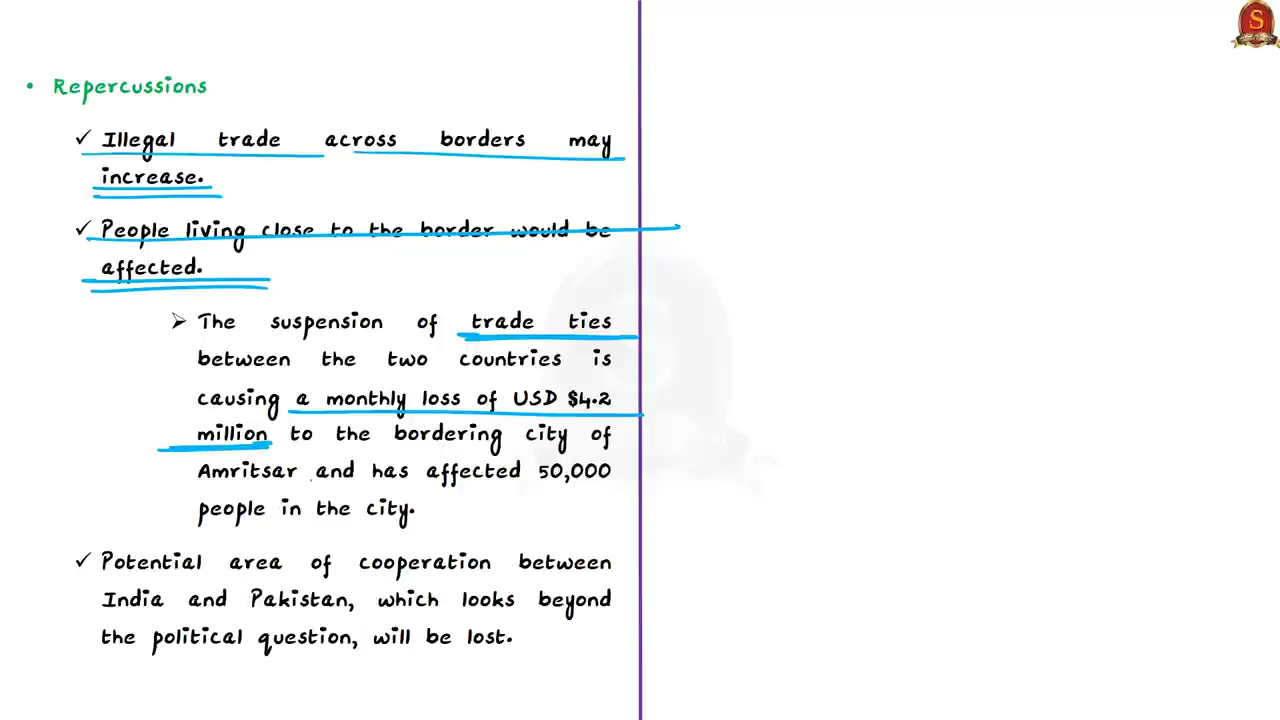 • Repercussions
✓ Illegal trade across borders may
increase.
✓ People living close to the border would be
affected.
➢ The suspension of trade ties
between the two countries is
causing a monthly loss of USD $4.2
million to the bordering city of
Amritsar and has affected 50,000
people in the city.
✓ Potential area of cooperation between
India and Pakistan, which looks beyond
the political question, will be lost.
S